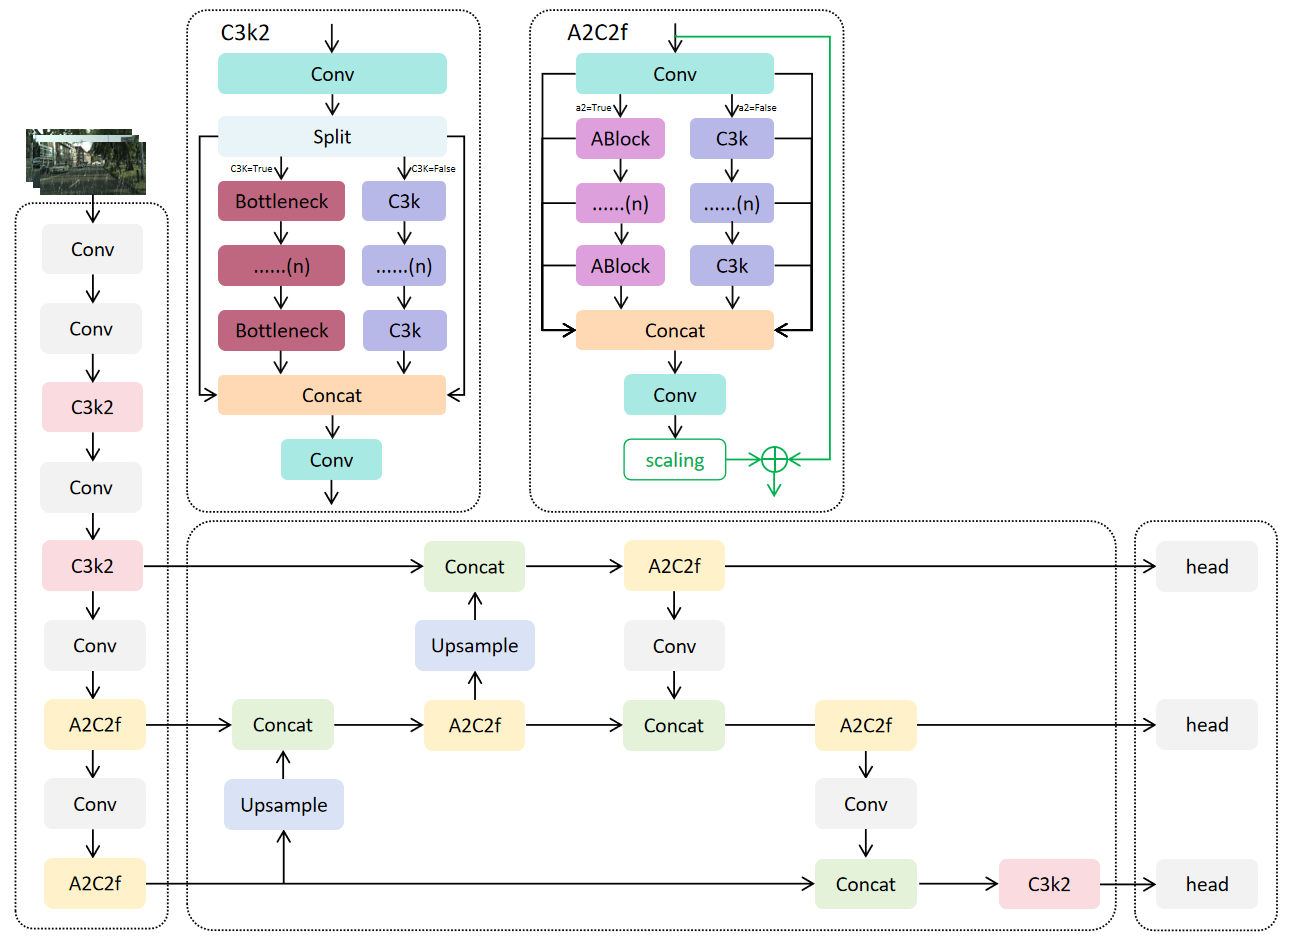 C3k2
Conv
Split
C3K=True
C3K=False
Bottleneck
C3k
......(n)
......(n)
Bottleneck
C3k
Concat
Conv
A2C2f
Conv
a2=True
a2=False
ABlock
C3k
......(n)
......(n)
ABlock
C3k
Concat
Conv
scaling
Conv
Conv
C3k2
Conv
C3k2
Conv
A2C2f
Conv
A2C2f
Concat
A2C2f
head
Upsample
Conv
Concat
A2C2f
Concat
A2C2f
head
Upsample
Conv
Concat
C3k2
head